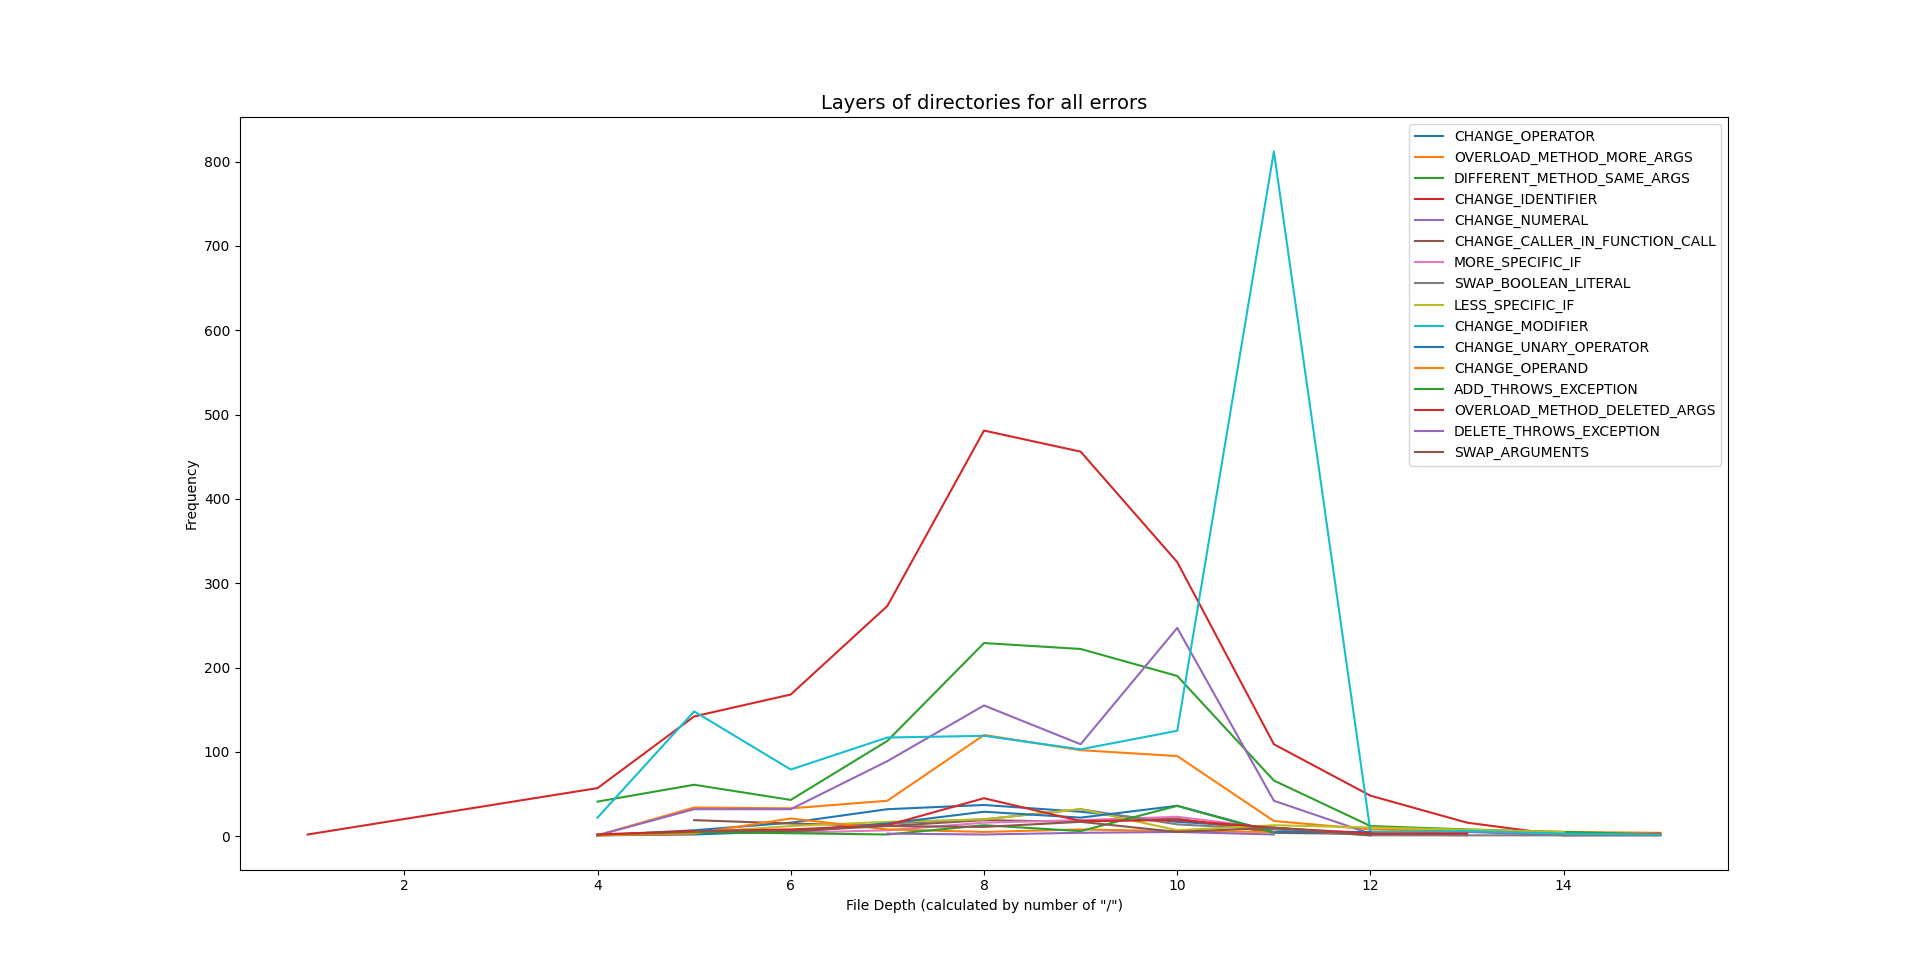 Layers of directories for all errors
CHANGE_OPERATOR
OVERLOAD_METHOD_MORE_ARGS
DIFFERENT_METHOD_SAME_ARGS
CHANGE_IDENTIFIER
CHANGE_NUMERAL
CHANGE_CALLER_IN_FUNCTION_CALL
MORE_SPECIFIC_IF
SWAP_BOOLEAN_LITERAL
LESS_SPECIFIC_IF
CHANGE_MODIFIER
CHANGE_UNARY_OPERATOR
CHANGE_OPERAND
ADD_THROWS_EXCEPTION
OVERLOAD_METHOD_DELETED_ARGS
DELETE_THROWS_EXCEPTION
SWAP_ARGUMENTS
Frequency
800
700
600
500
400
300
200
100
0
2 4 6 8 10 12 14
File Depth (calculated by number of "/")